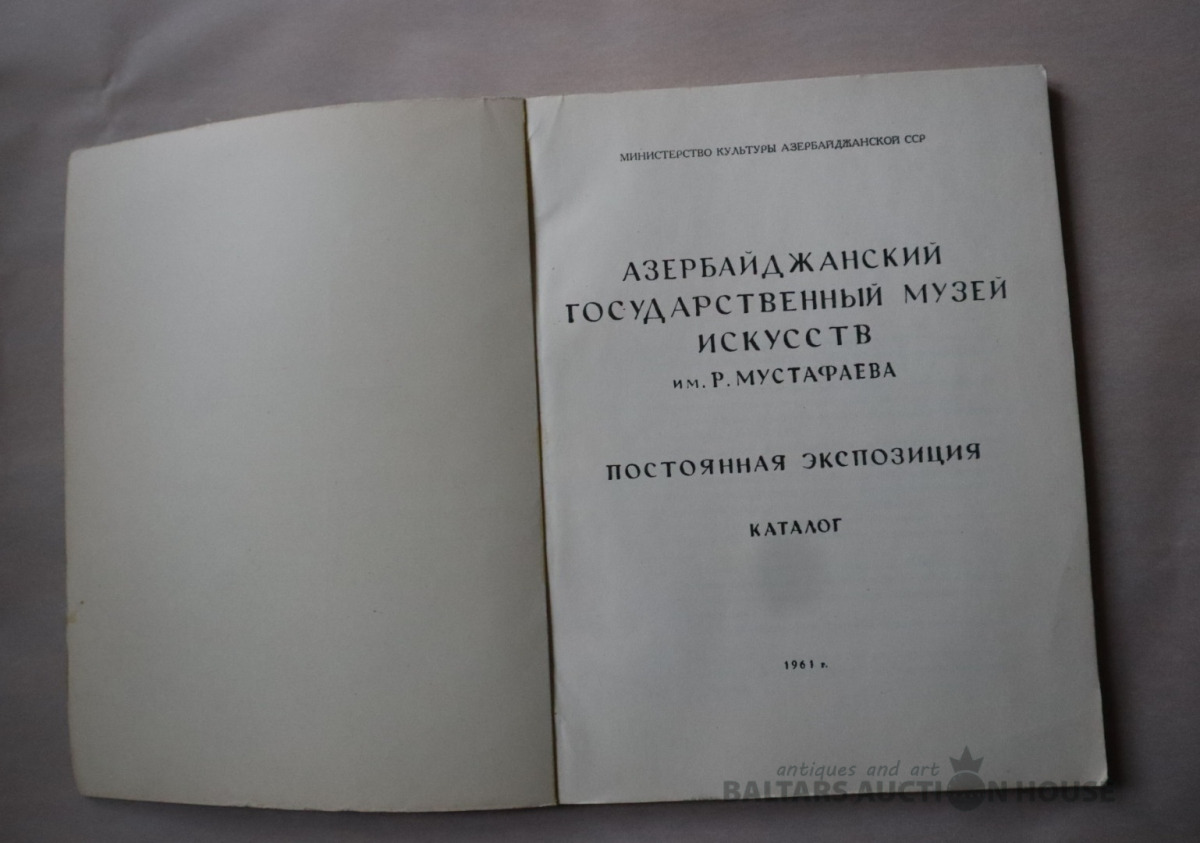 МИНИСТЕРСТВО КУЛЬТУРЫ АЗЕРБАЙДЖАНСКОЙ ССР
АЗЕРБАЙДЖАНСКИЙ
ГОСУДАРСТВЕННЫЙ МУЗЕЙ
ИСКУССТВ
им. Р. МУСТАФАЕВА
ПОСТОЯННАЯ ЭКСПОЗИЦИЯ
КАТАЛОГ
1961 г.
antiques and art
BALTARS AUCTION HOUSE